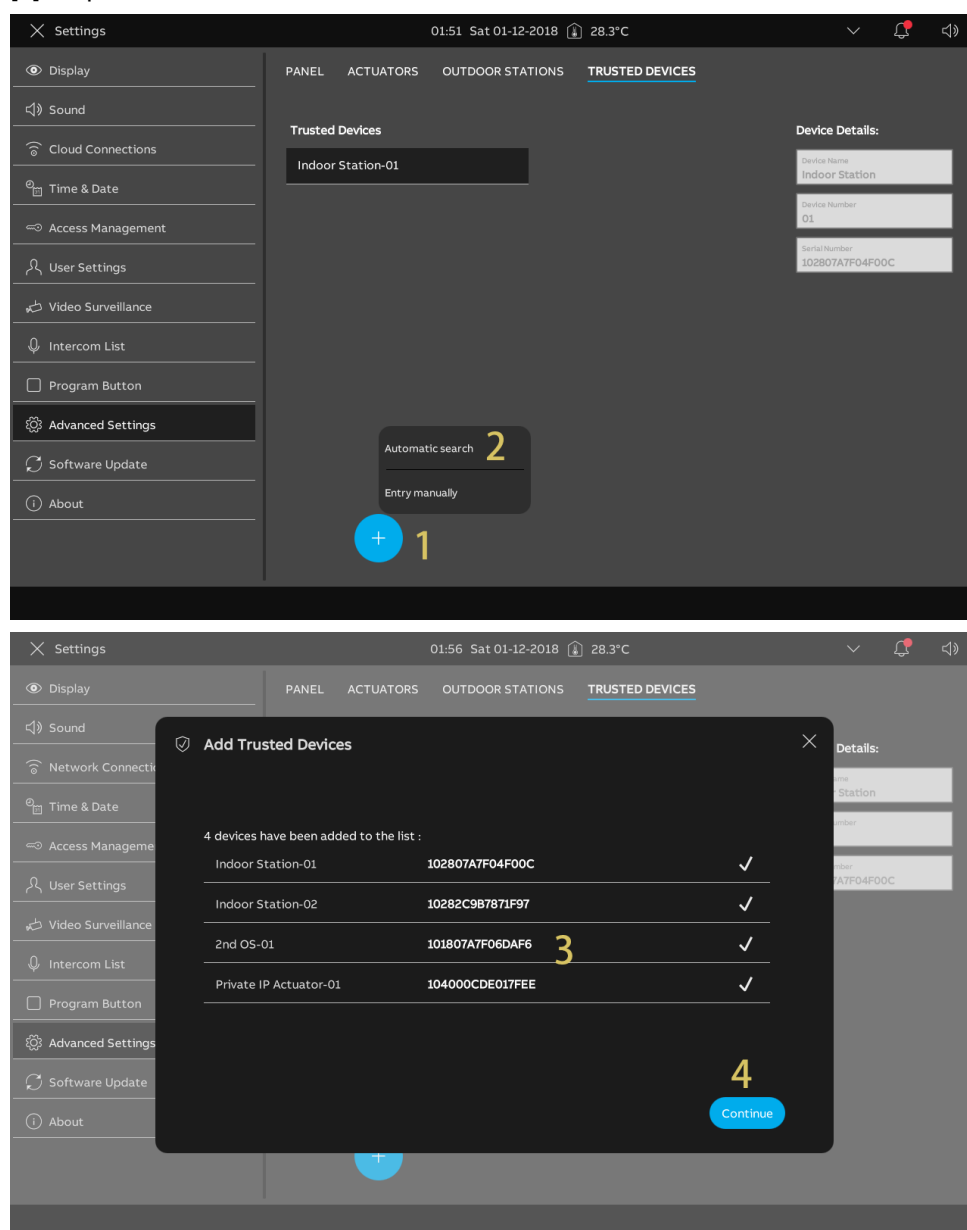 Settings 01:51 Sat 01-12-2018 28.3°C
Display
Sound
Cloud Connections
Time & Date
Access Management
User Settings
Video Surveillance
Intercom List
Program Button
Advanced Settings
Software Update
About
PANEL ACTUATORS OUTDOOR STATIONS TRUSTED DEVICES
Trusted Devices
Indoor Station-01
Device Details:
Device Name
Indoor Station
Device Number
01
Serial Number
102807A7F04F00C
Automatic search 2
Entry manually
+ 1
Settings 01:56 Sat 01-12-2018 28.3°C
Display
Sound
Network Connectio
Time & Date
Access Manageme
User Settings
Video Surveillance
Intercom List
Program Button
Advanced Settings
Software Update
About
PANEL ACTUATORS OUTDOOR STATIONS TRUSTED DEVICES
Details:
Station
Add Trusted Devices
4 devices have been added to the list :
Indoor Station-01 102807A7F04F00C
Indoor Station-02 10282C9B7871F97
2nd OS-01 101807A7F06DAF6 3
Private IP Actuator-01 104000CDE017FEE
4
Continue
+